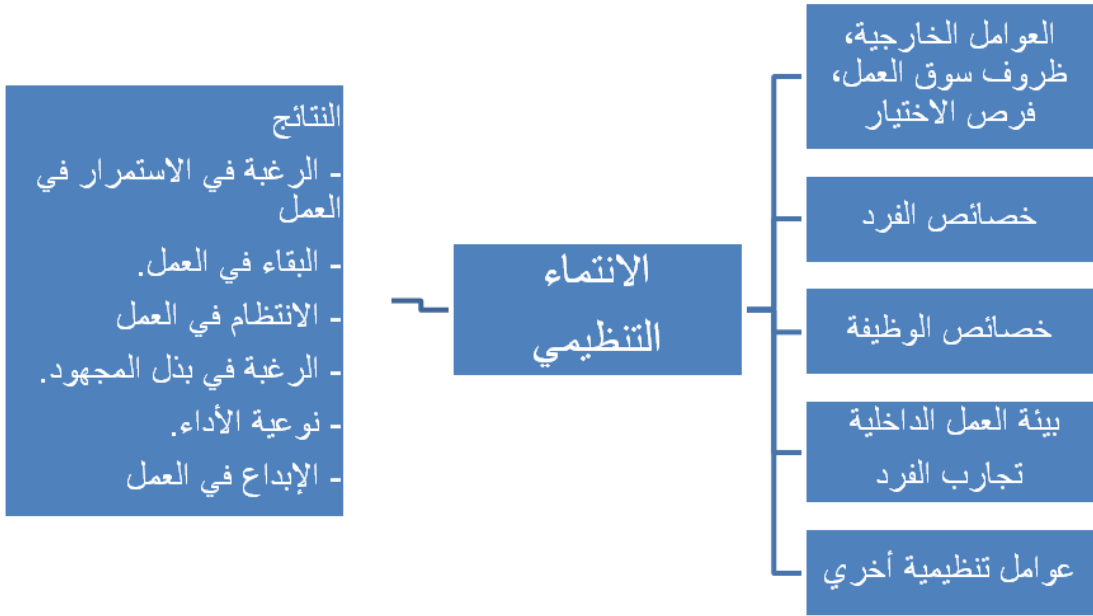 العوامل الخارجية،
ظروف سوق العمل،
فرص الاختيار
خصائص الفرد
خصائص الوظيفة
بيئة العمل الداخلية
تجارب الفرد
عوامل تنظيمية أخري
الانتماء
التنظيمي
النتائج
- الرغبة في الاستمرار في
العمل
- البقاء في العمل.
- الانتظام في العمل
- الرغبة في بذل المجهود.
- نوعية الأداء.
- الإبداع في العمل